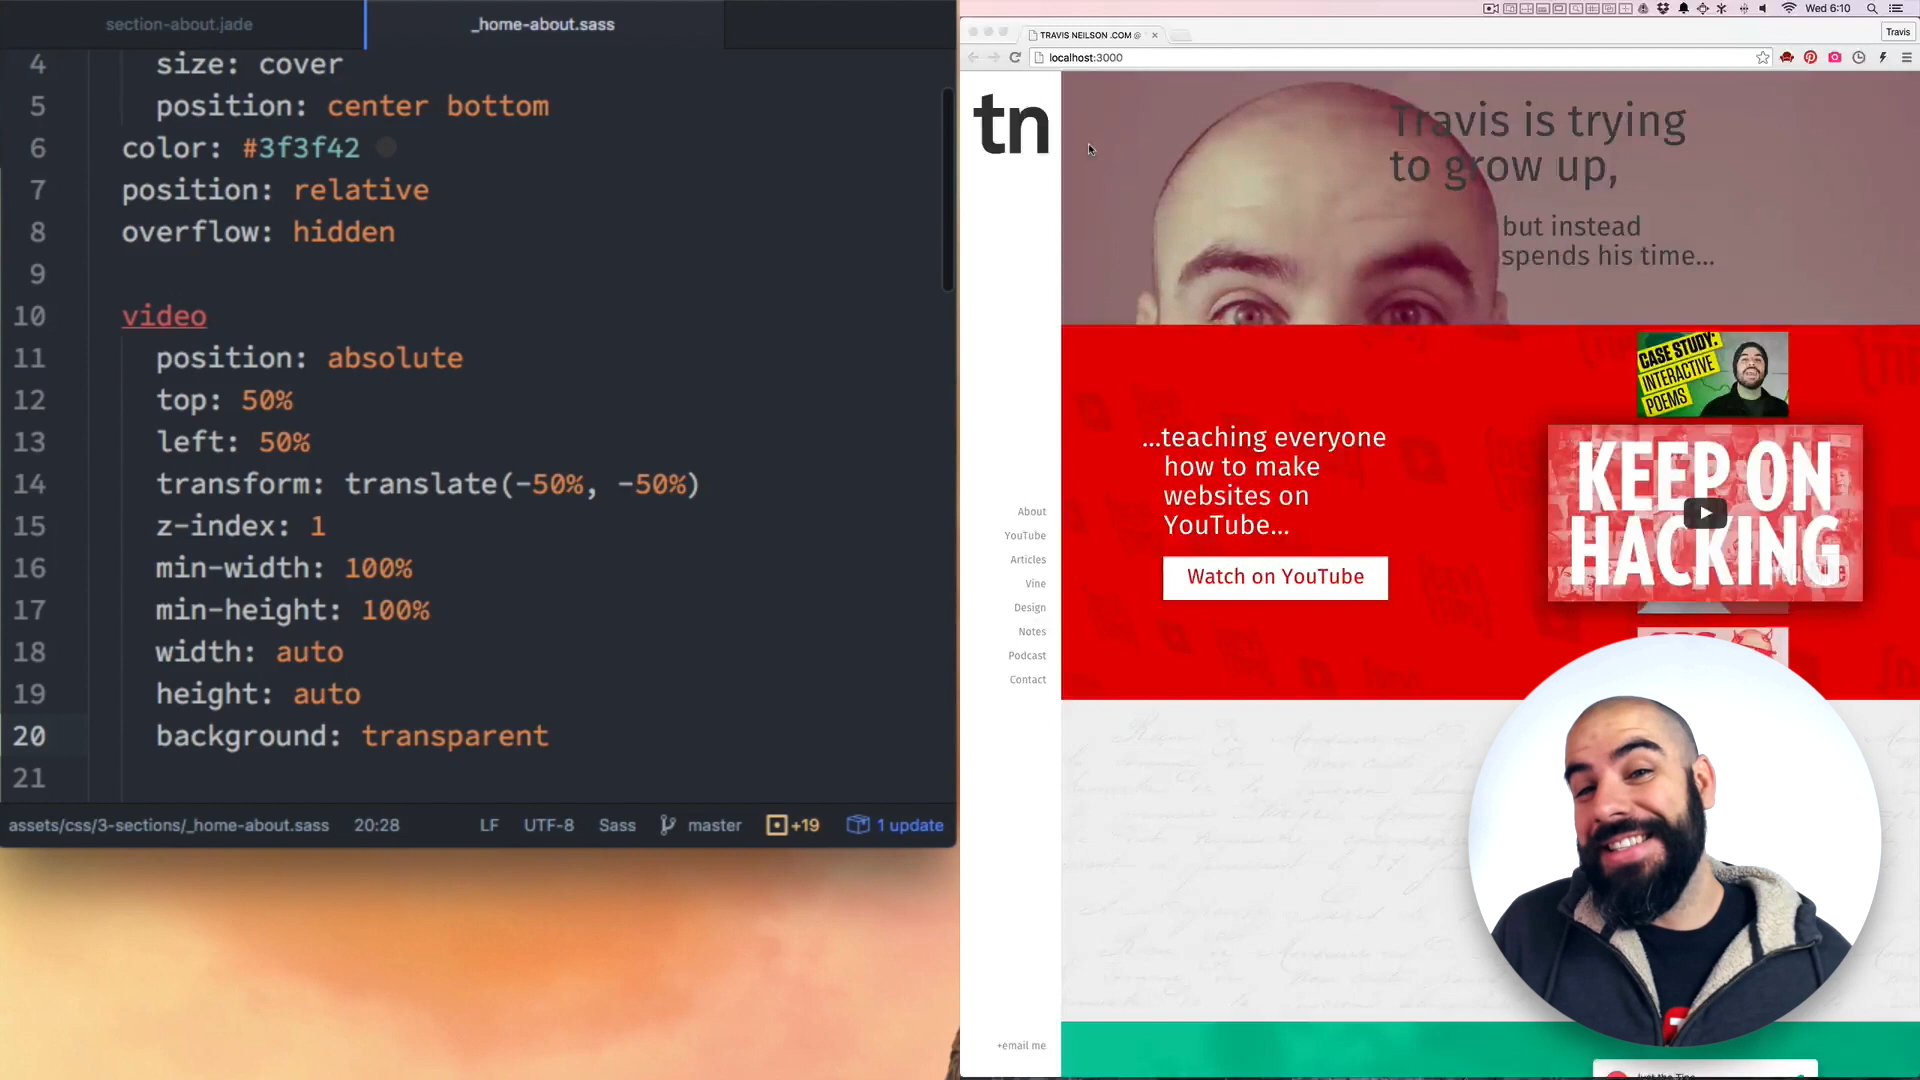 section-about.jade
_home-about.sass
4 size: cover
5 position: center bottom
6 color: #3f3f42
7 position: relative
8 overflow: hidden
9
10 video
11 position: absolute
12 top: 50%
13 left: 50%
14 transform: translate(-50%, -50%)
15 z-index: 1
16 min-width: 100%
17 min-height: 100%
18 width: auto
19 height: auto
20 background: transparent
21
assets/css/3-sections/_home-about.sass 20:28 LF UTF-8 Sass master +19 1 update
Wed 6:10
TRAVIS NEILSON .COM @
Travis
localhost:3000
tn
About
YouTube
Articles
Vine
Design
Notes
Podcast
Contact
+email me
Travis is trying
to grow up,
but instead
spends his time...
...teaching everyone
how to make
websites on
YouTube...
Watch on YouTube
CASE STUDY:
INTERACTIVE
POEMS
KEEP ON
HACKING
Just the Tips